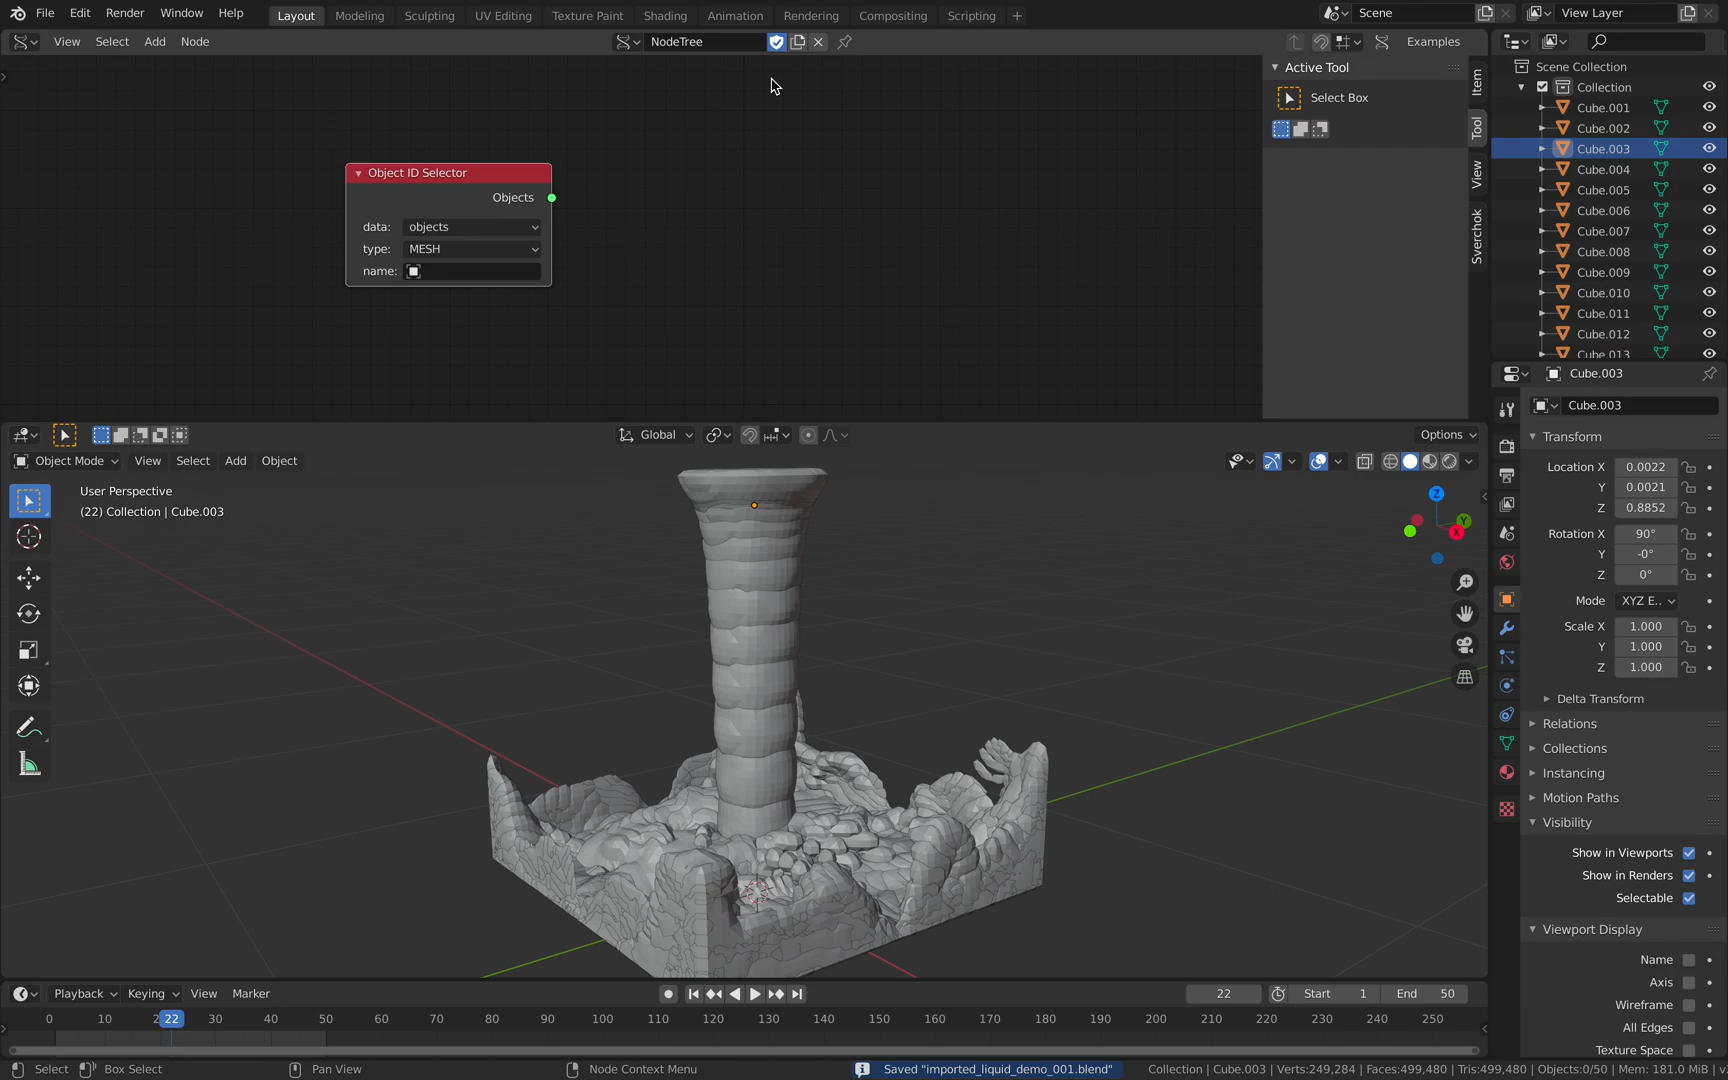 File Edit Render Window Help Layout Modeling Sculpting UV Editing Texture Paint Shading Animation Rendering Compositing Scripting + Scene View Layer
View Select Add Node NodeTree Examples
Active Tool
Select Box
Item
Tool
View
Sverchok
Object ID Selector
Objects
data: objects
type: MESH
name:
Scene Collection
Collection
Cube.001
Cube.002
Cube.003
Cube.004
Cube.005
Cube.006
Cube.007
Cube.008
Cube.009
Cube.010
Cube.011
Cube.012
Cube.013
Global Options
Object Mode View Select Add Object
User Perspective
(22) Collection | Cube.003
Z
Y
X
Cube.003
Cube.003
Transform
Location X 0.0022
Y 0.0021
Z 0.8852
Rotation X 90°
Y -0°
Z 0°
Mode XYZ E..
Scale X 1.000
Y 1.000
Z 1.000
Delta Transform
Relations
Collections
Instancing
Motion Paths
Visibility
Show in Viewports
Show in Renders
Selectable
Viewport Display
Name
Axis
Wireframe
All Edges
Texture Space
Playback Keying View Marker 22 Start 1 End 50
0 10 22 30 40 50 60 70 80 90 100 110 120 130 140 150 160 170 180 190 200 210 220 230 240 250
Select Box Select Pan View Node Context Menu Saved "imported_liquid_demo_001.blend" Collection | Cube.003 | Verts:249,284 | Faces:499,480 | Tris:499,480 | Objects:0/50 | Mem: 181.0 MiB |